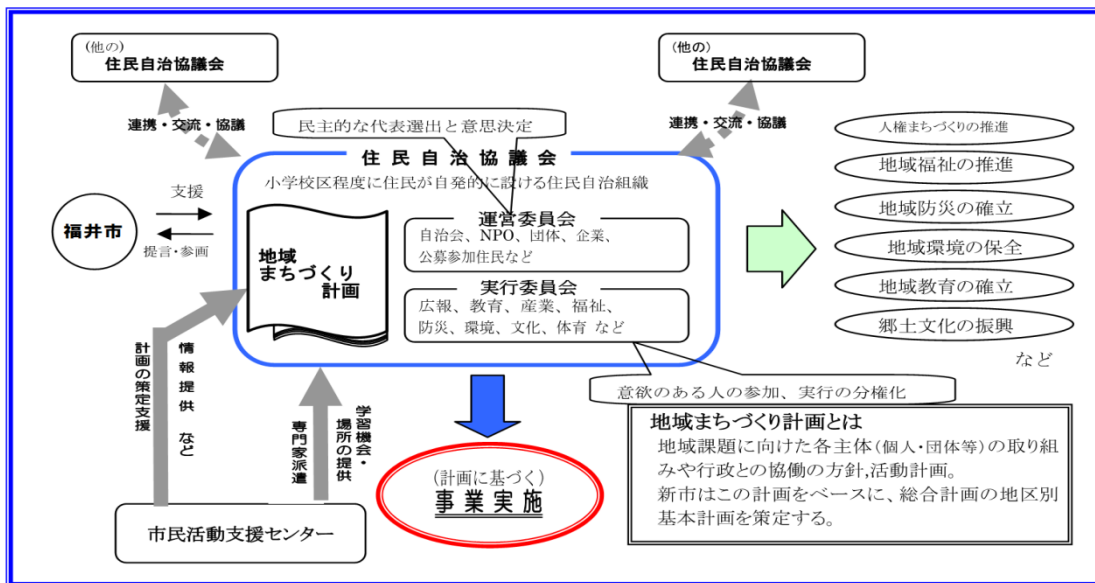 (他の)
住民自治協議会
(他の)
住民自治協議会
連携・交流・協議
連携・交流・協議
民主的な代表選出と意思決定
住民自治協議会
小学校区程度に住民が自発的に設ける住民自治組織
福井市
支援
提言・参画
地域
まちづくり
計画
運営委員会
自治会、NPO、団体、企業、
公募参加住民など
実行委員会
広報、教育、産業、福祉、
防災、環境、文化、体育 など
人権まちづくりの推進
地域福祉の推進
地域防災の確立
地域環境の保全
地域教育の確立
郷土文化の振興
など
意欲のある人の参加、実行の分権化
計画の策定支援
情報提供 など
学習機会・
場所の提供
専門家派遣
市民活動支援センター
(計画に基づく)
事業実施
地域まちづくり計画とは
地域課題に向けた各主体(個人・団体等)の取り組
みや行政との協働の方針,活動計画。
新市はこの計画をベースに、総合計画の地区別
基本計画を策定する。